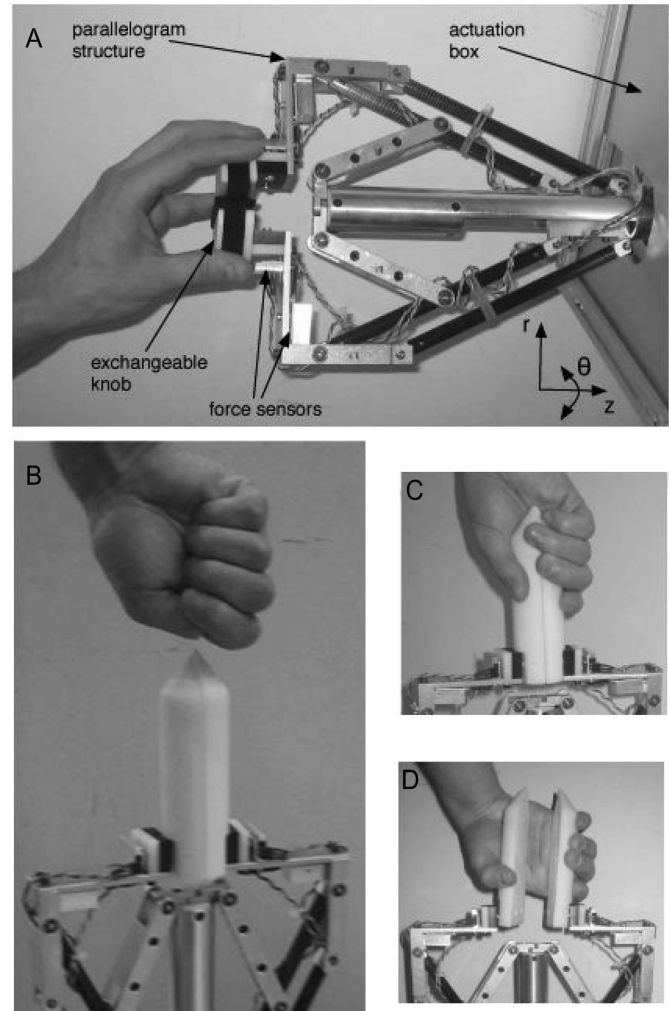 A
parallelogram
structure
actuation
box
exchangeable
knob
force sensors
r
θ
z
B
C
D